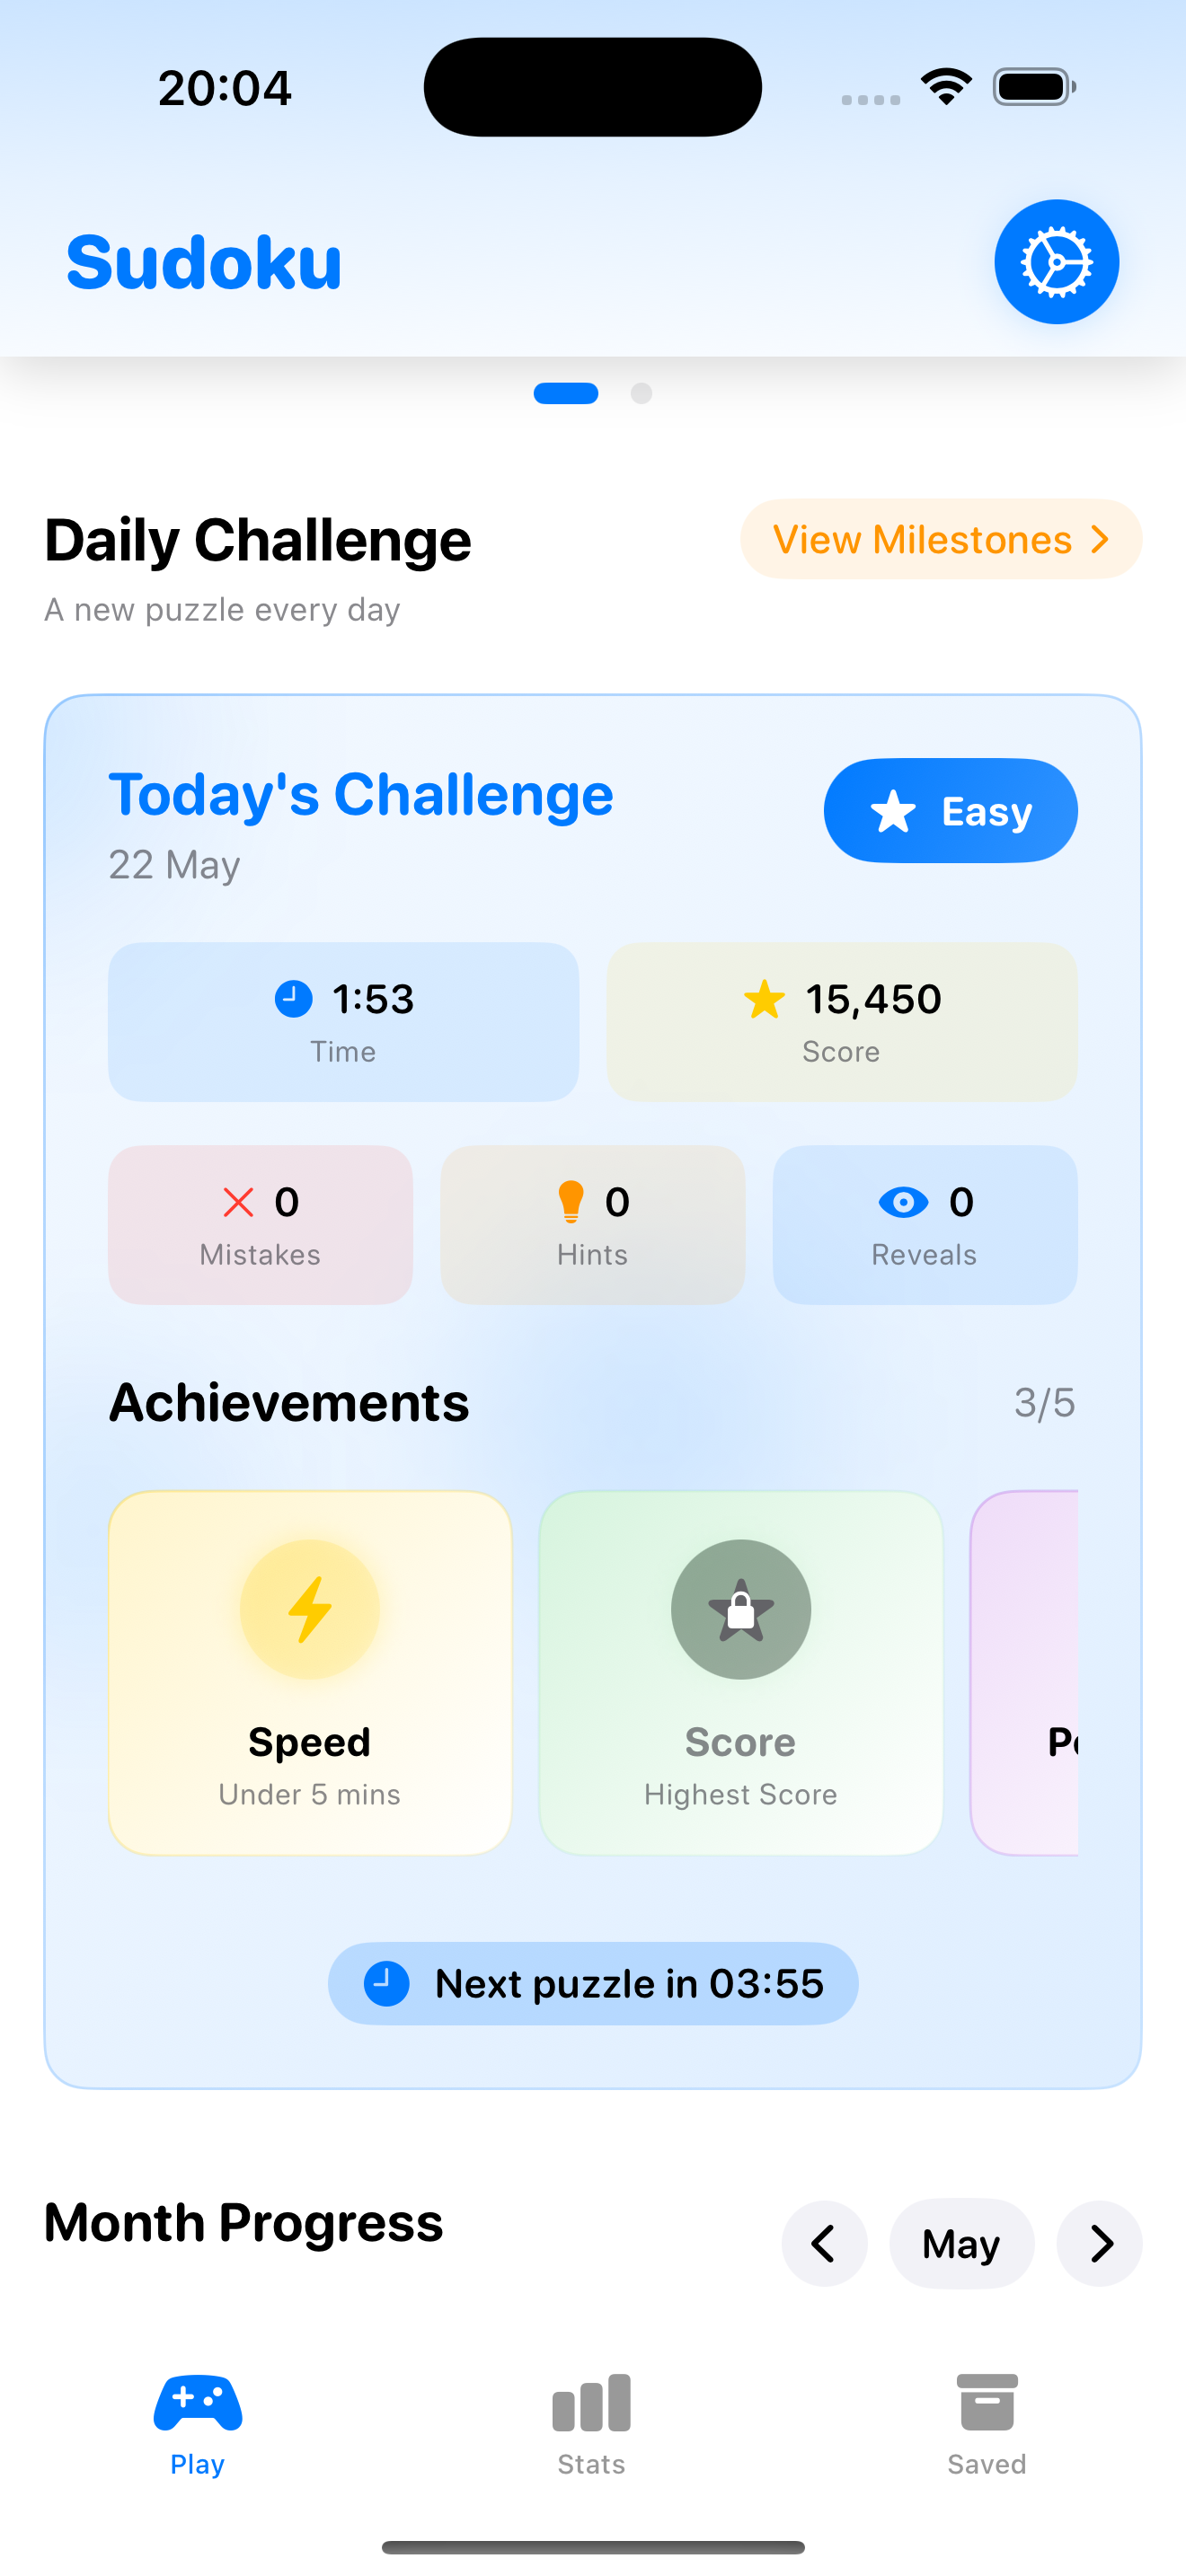 20:04
Sudoku
Daily Challenge
View Milestones
A new puzzle every day
Today's Challenge
Easy
22 May
1:53
Time
15,450
Score
0
Mistakes
0
Hints
0
Reveals
Achievements
3/5
Speed
Under 5 mins
Score
Highest Score
Next puzzle in 03:55
Month Progress
May
Play
Stats
Saved